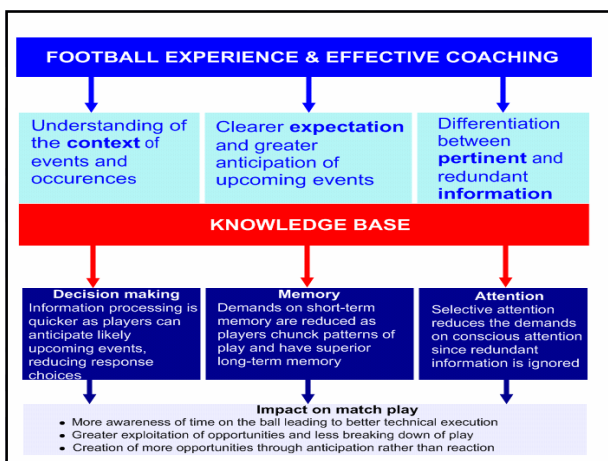 FOOTBALL EXPERIENCE & EFFECTIVE COACHING
Understanding of
the context of
events and
occurences
Clearer expectation
and greater
anticipation of
upcoming events
Differentiation
between
pertinent and
redundant
information
KNOWLEDGE BASE
Decision making
Information processing is
quicker as players can
anticipate likely
upcoming events,
reducing response
choices
Memory
Demands on short-term
memory are reduced as
players chunck patterns of
play and have superior
long-term memory
Attention
Selective attention
reduces the demands
on conscious attention
since redundant
information is ignored
Impact on match play
• More awareness of time on the ball leading to better technical execution
• Greater exploitation of opportunities and less breaking down of play
• Creation of more opportunities through anticipation rather than reaction